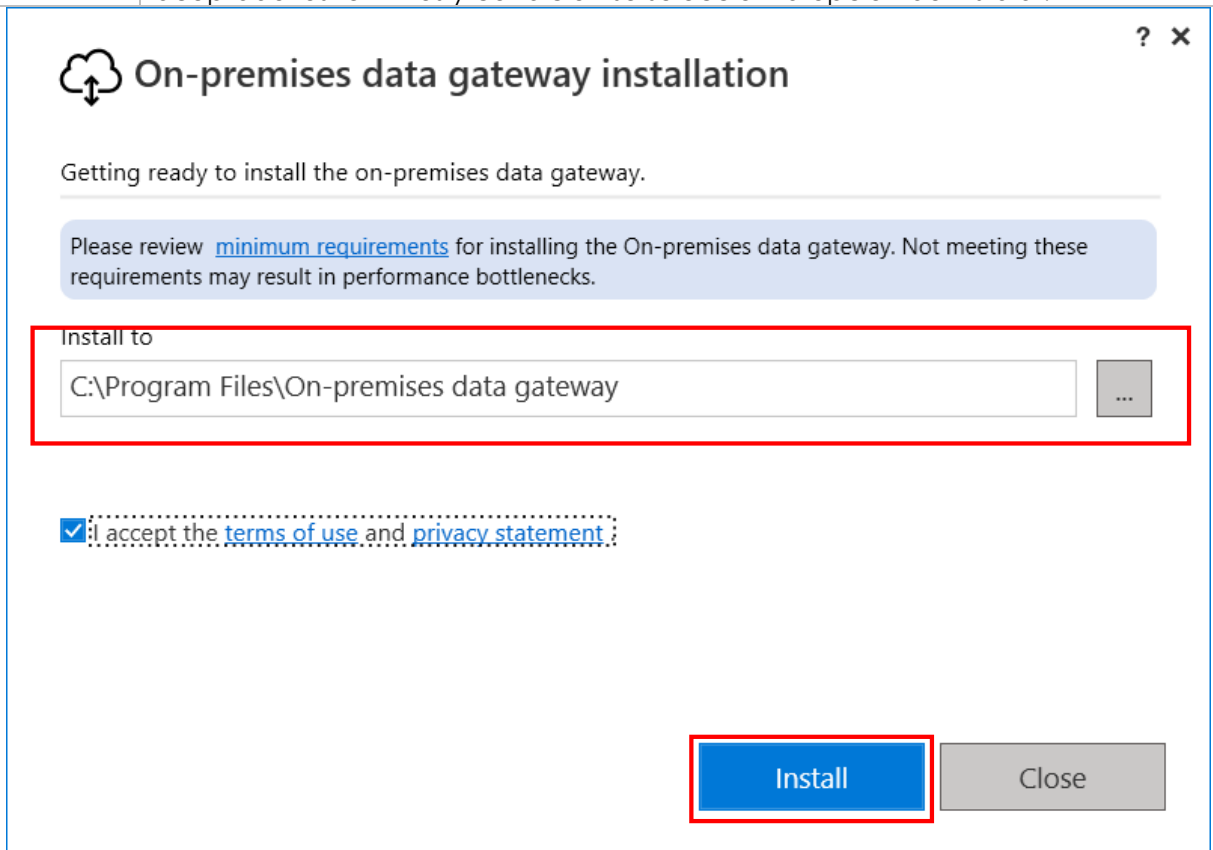 ? ×
On-premises data gateway installation
Getting ready to install the on-premises data gateway.
Please review minimum requirements for installing the On-premises data gateway. Not meeting these
requirements may result in performance bottlenecks.
Install to
C:\Program Files\On-premises data gateway
...
I accept the terms of use and privacy statement .
Install
Close